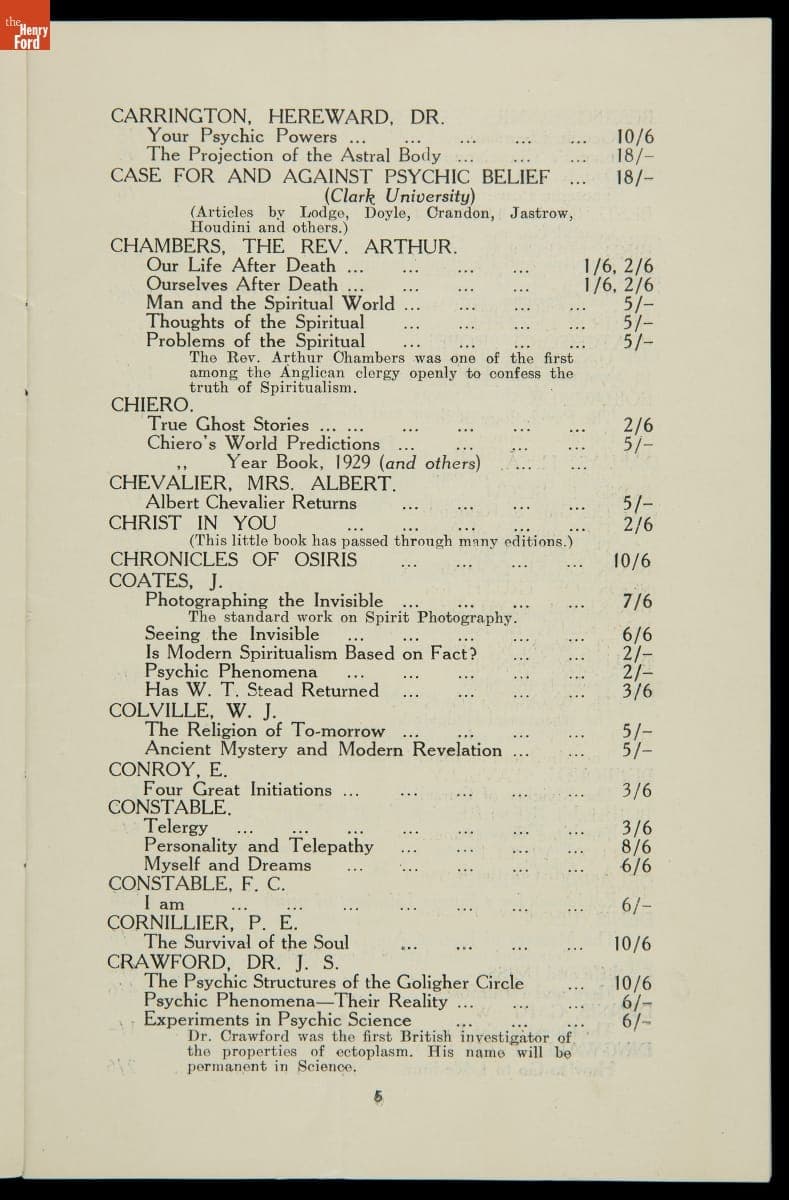 the
Henry
Ford
CARRINGTON, HEREWARD, DR.
Your Psychic Powers ... ... ... ... ... 10/6
The Projection of the Astral Body ... ... ... 18/–
CASE FOR AND AGAINST PSYCHIC BELIEF ... 18/–
(Clark University)
(Articles by Lodge, Doyle, Crandon, Jastrow,
Houdini and others.)
CHAMBERS, THE REV. ARTHUR.
Our Life After Death ... ... ... ... 1/6, 2/6
Ourselves After Death ... ... ... ... 1/6, 2/6
Man and the Spiritual World ... ... ... ... 5/–
Thoughts of the Spiritual ... ... ... ... 5/–
Problems of the Spiritual ... ... ... ... 5/–
The Rev. Arthur Chambers was one of the first
among the Anglican clergy openly to confess the
truth of Spiritualism.
CHIERO.
True Ghost Stories ... ... ... ... ... ... 2/6
Chiero's World Predictions ... ... ... ... 5/–
,, Year Book, 1929 (and others) ... ...
CHEVALIER, MRS. ALBERT.
Albert Chevalier Returns ... ... ... ... 5/–
CHRIST IN YOU ... ... ... ... ... 2/6
(This little book has passed through many editions.)
CHRONICLES OF OSIRIS ... ... ... ... 10/6
COATES, J.
Photographing the Invisible ... ... ... ... 7/6
The standard work on Spirit Photography.
Seeing the Invisible ... ... ... ... ... 6/6
Is Modern Spiritualism Based on Fact? ... ... 2/–
Psychic Phenomena ... ... ... ... ... 2/–
Has W. T. Stead Returned ... ... ... ... 3/6
COLVILLE, W. J.
The Religion of To-morrow ... ... ... ... 5/–
Ancient Mystery and Modern Revelation ... ... 5/–
CONROY, E.
Four Great Initiations ... ... ... ... ... 3/6
CONSTABLE.
Telergy ... ... ... ... ... ... ... 3/6
Personality and Telepathy ... ... ... ... 8/6
Myself and Dreams ... ... ... ... ... 6/6
CONSTABLE, F. C.
I am ... ... ... ... ... ... ... 6/–
CORNILLIER, P. E.
The Survival of the Soul ... ... ... ... 10/6
CRAWFORD, DR. J. S.
The Psychic Structures of the Goligher Circle ... 10/6
Psychic Phenomena—Their Reality ... ... ... 6/–
Experiments in Psychic Science ... ... ... 6/–
Dr. Crawford was the first British investigator of
the properties of ectoplasm. His name will be
permanent in Science.
5